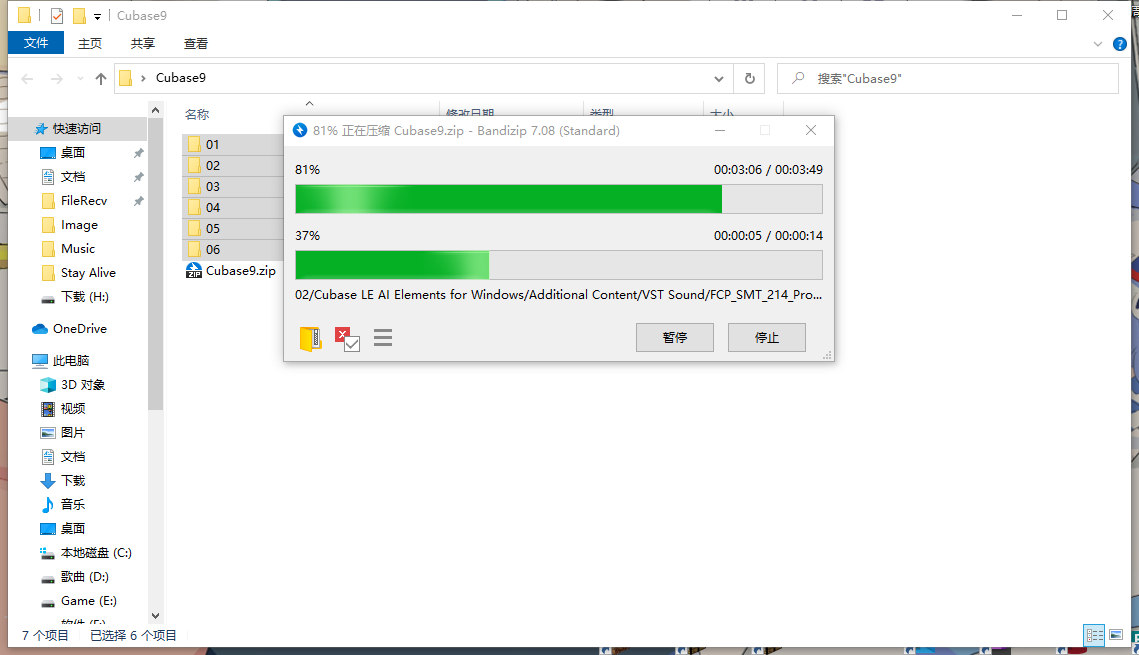 Cubase9
文件 主页 共享 查看
Cubase9
搜索"Cubase9"
名称 修改日期 类型 大小
快速访问
桌面
文档
FileRecv
Image
Music
Stay Alive
下载 (H:)
OneDrive
此电脑
3D 对象
视频
图片
文档
下载
音乐
桌面
本地磁盘 (C:)
歌曲 (D:)
Game (E:)
软件 (F:)
01
02
03
04
05
06
Cubase9.zip
81% 正在压缩 Cubase9.zip - Bandizip 7.08 (Standard)
81% 00:03:06 / 00:03:49
37% 00:00:05 / 00:00:14
02/Cubase LE AI Elements for Windows/Additional Content/VST Sound/FCP_SMT_214_Pro...
暂停 停止
7 个项目 已选择 6 个项目